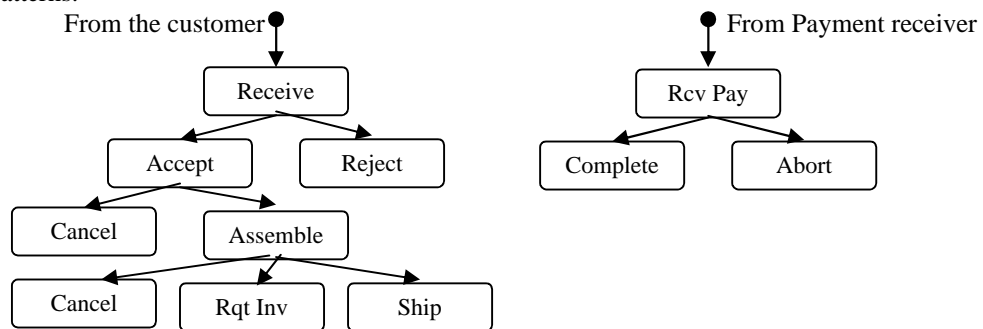 From the customer
From Payment receiver
Receive
Rcv Pay
Accept
Reject
Complete
Abort
Cancel
Assemble
Cancel
Rqt Inv
Ship